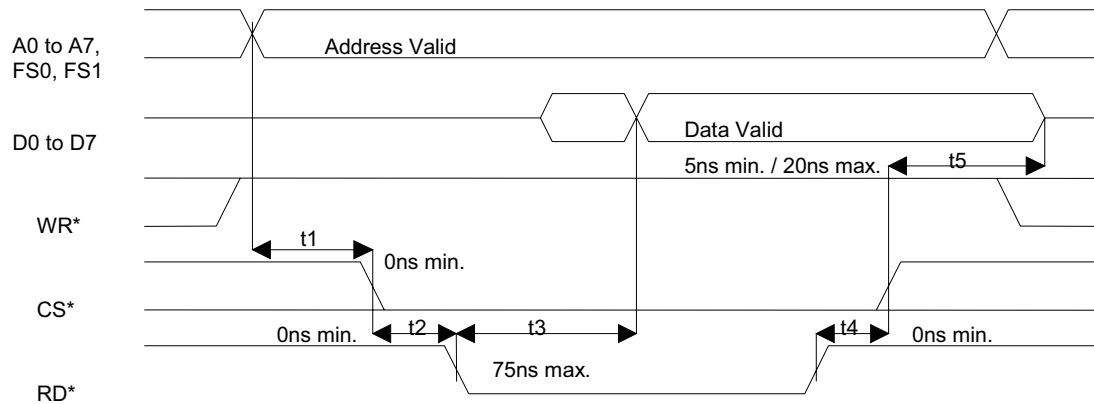 A0 to A7,
FS0, FS1
Address Valid
D0 to D7
Data Valid
5ns min. / 20ns max.
t5
WR*
t1
0ns min.
CS*
0ns min.
t2
t3
t4
0ns min.
75ns max.
RD*